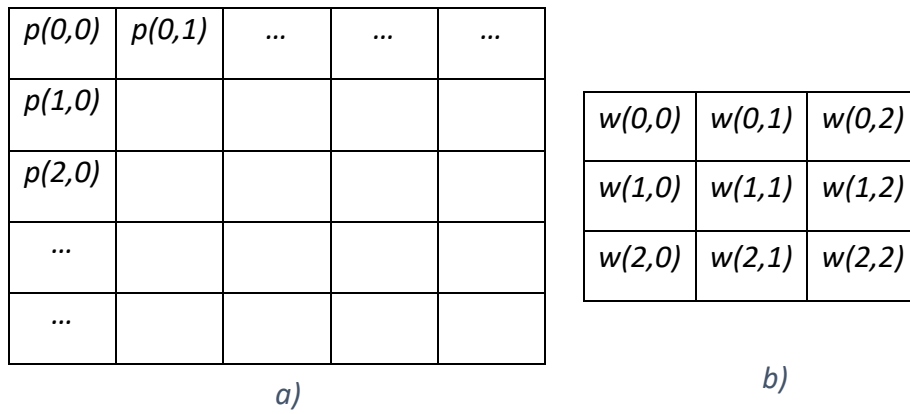 p(0,0) p(0,1) ... ... ...
p(1,0)
p(2,0)
...
...
a)
w(0,0) w(0,1) w(0,2)
w(1,0) w(1,1) w(1,2)
w(2,0) w(2,1) w(2,2)
b)